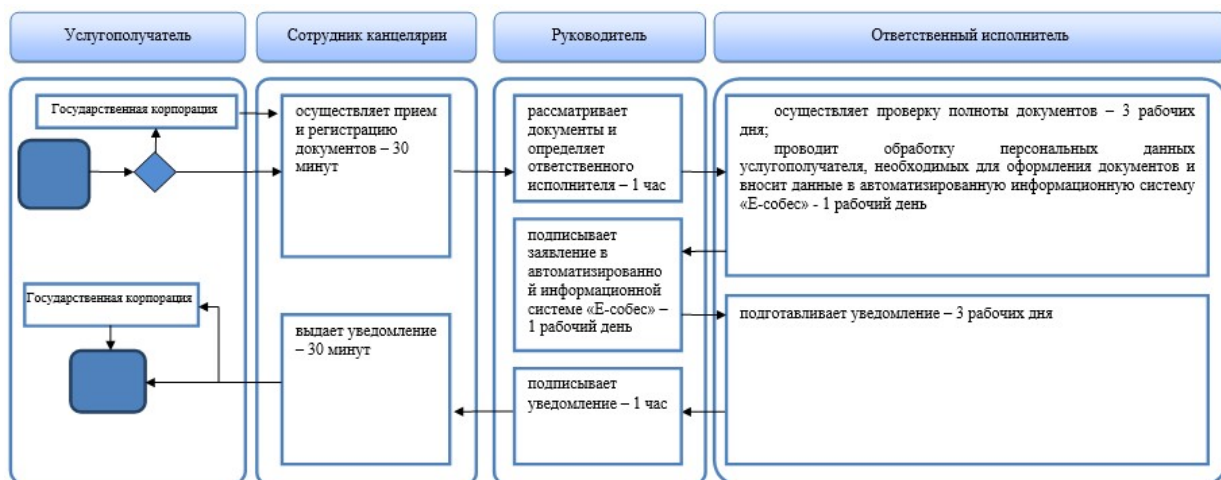 Услугополучатель
Сотрудник канцелярии
Руководитель
Ответственный исполнитель
Государственная корпорация
осуществляет прием
и регистрацию
документов – 30
минут
рассматривает
документы и
определяет
ответственного
исполнителя – 1 час
осуществляет проверку полноты документов – 3 рабочих
дня;
проводит обработку персональных данных
услугополучателя, необходимых для оформления документов и
вносит данные в автоматизированную информационную систему
«Е-собес» - 1 рабочий день
подписывает
заявление в
автоматизированно
й информационной
системе «Е-собес» –
1 рабочий день
Государственная корпорация
выдает уведомление
– 30 минут
подготавливает уведомление – 3 рабочих дня
подписывает
уведомление – 1 час